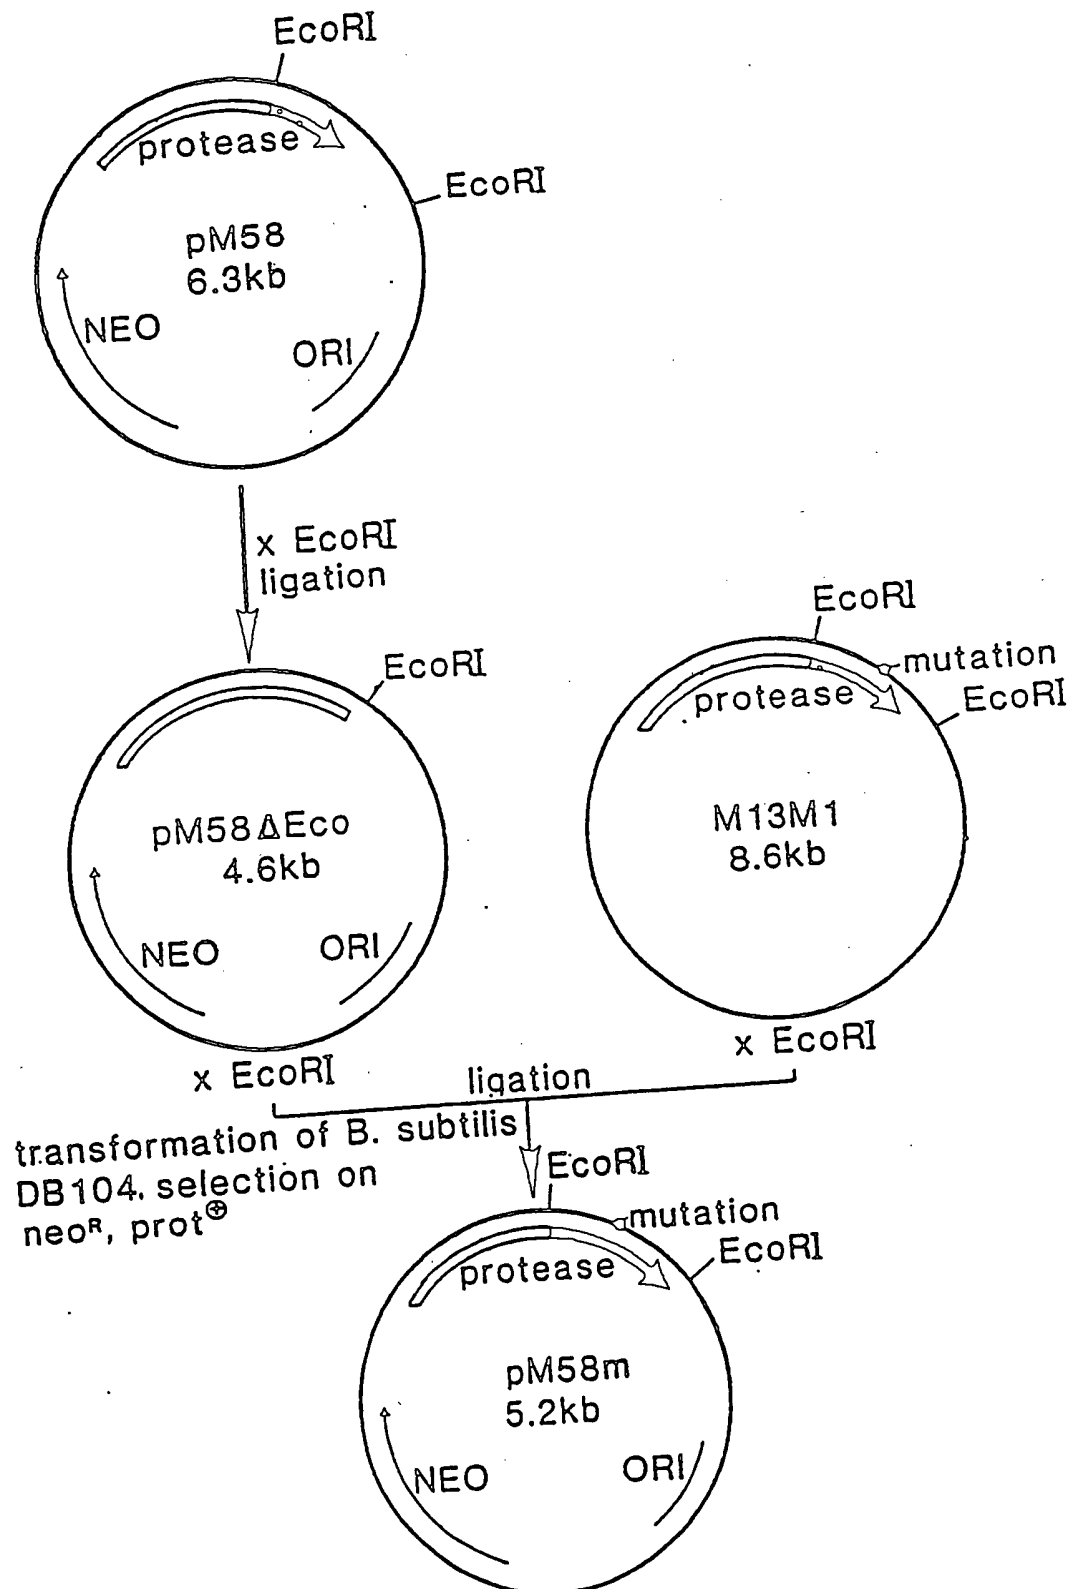 EcoRI
protease
EcoRI
pM58
6.3kb
NEO
ORI
x EcoRI
ligation
EcoRI
pM58ΔEco
4.6kb
NEO
ORI
x EcoRI
EcoRI
mutation
protease
EcoRI
M13M1
8.6kb
x EcoRI
ligation
transformation of B. subtilis
DB104. selection on
neoᴿ, prot⊕
EcoRI
mutation
EcoRI
protease
pM58m
5.2kb
NEO
ORI